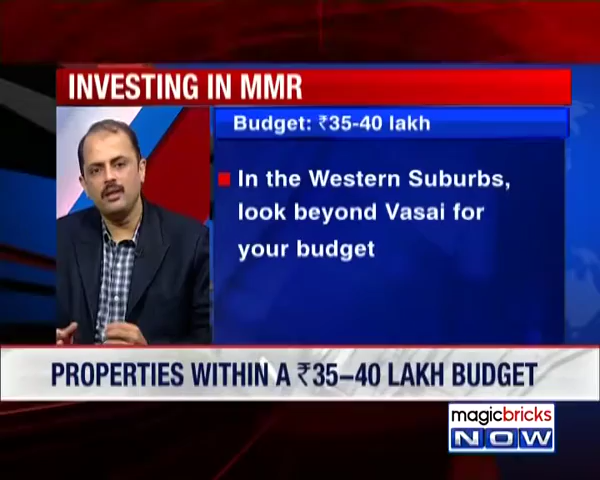 INVESTING IN MMR
Budget: ₹35-40 lakh
In the Western Suburbs,
look beyond Vasai for
your budget
PROPERTIES WITHIN A ₹35–40 LAKH BUDGET
magicbricks
NOW